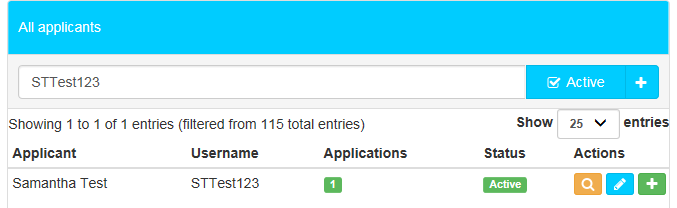 All applicants
STTest123 Active
Showing 1 to 1 of 1 entries (filtered from 115 total entries) Show 25 entries
Applicant Username Applications Status Actions
Samantha Test STTest123 1 Active